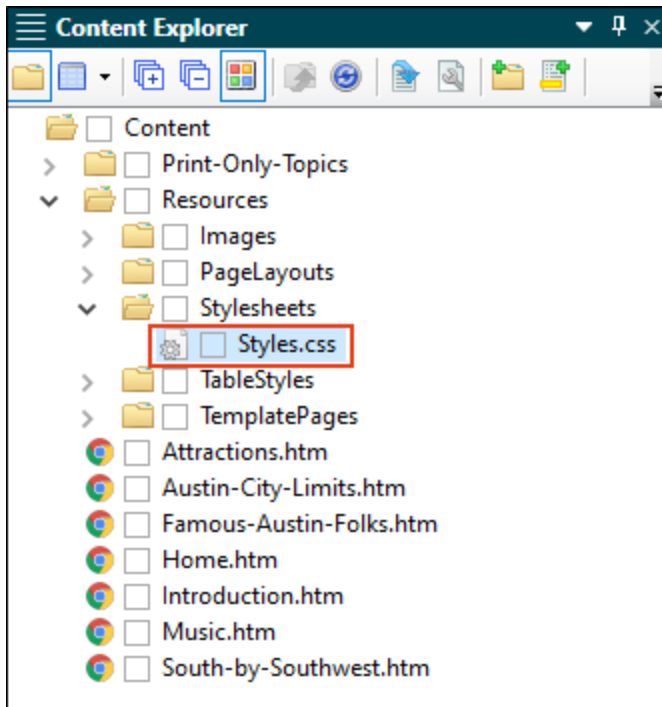 Content Explorer
Content
Print-Only-Topics
Resources
Images
PageLayouts
Stylesheets
Styles.css
TableStyles
TemplatePages
Attractions.htm
Austin-City-Limits.htm
Famous-Austin-Folks.htm
Home.htm
Introduction.htm
Music.htm
South-by-Southwest.htm